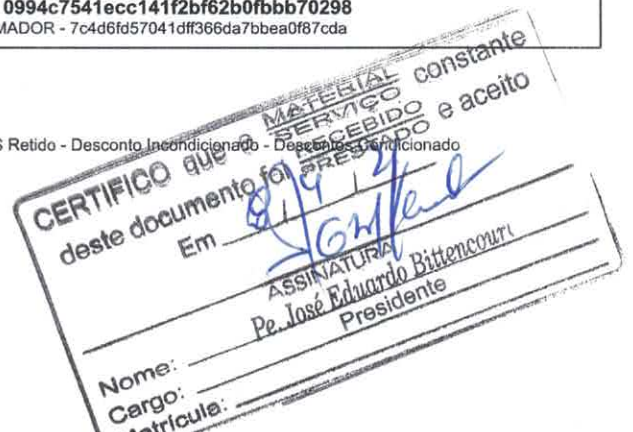 0994c7541ecc141f2bf62b0fbbb70298
MADOR - 7c4d6fd57041dff366da7bbea0f87cda
S Retido - Desconto Incondicionado - Descontos Condicionado
CERTIFICO que o MATERIAL SERVIÇO constante
deste documento foi RECEBIDO PRESTADO e aceito
Em
ASSINATURA
Pe. José Eduardo Bittencourt
Presidente
Nome:
Cargo:
Matrícula: